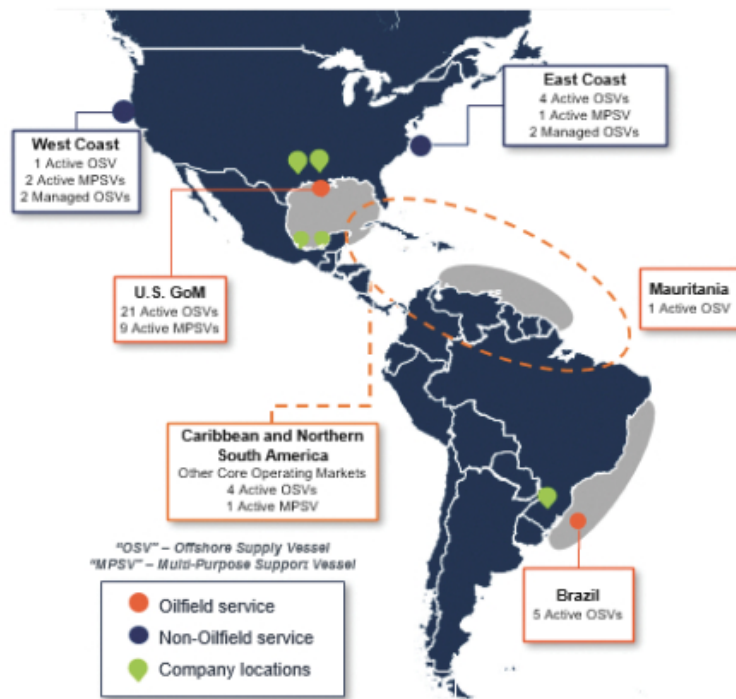 East Coast
4 Active OSVs
1 Active MPSV
2 Managed OSVs
West Coast
1 Active OSV
2 Active MPSVs
2 Managed OSVs
U.S. GoM
21 Active OSVs
9 Active MPSVs
Mauritania
1 Active OSV
Caribbean and Northern
South America
Other Core Operating Markets
4 Active OSVs
1 Active MPSV
"OSV" – Offshore Supply Vessel
"MPSV" – Multi-Purpose Support Vessel
Oilfield service
Non-Oilfield service
Company locations
Brazil
5 Active OSVs